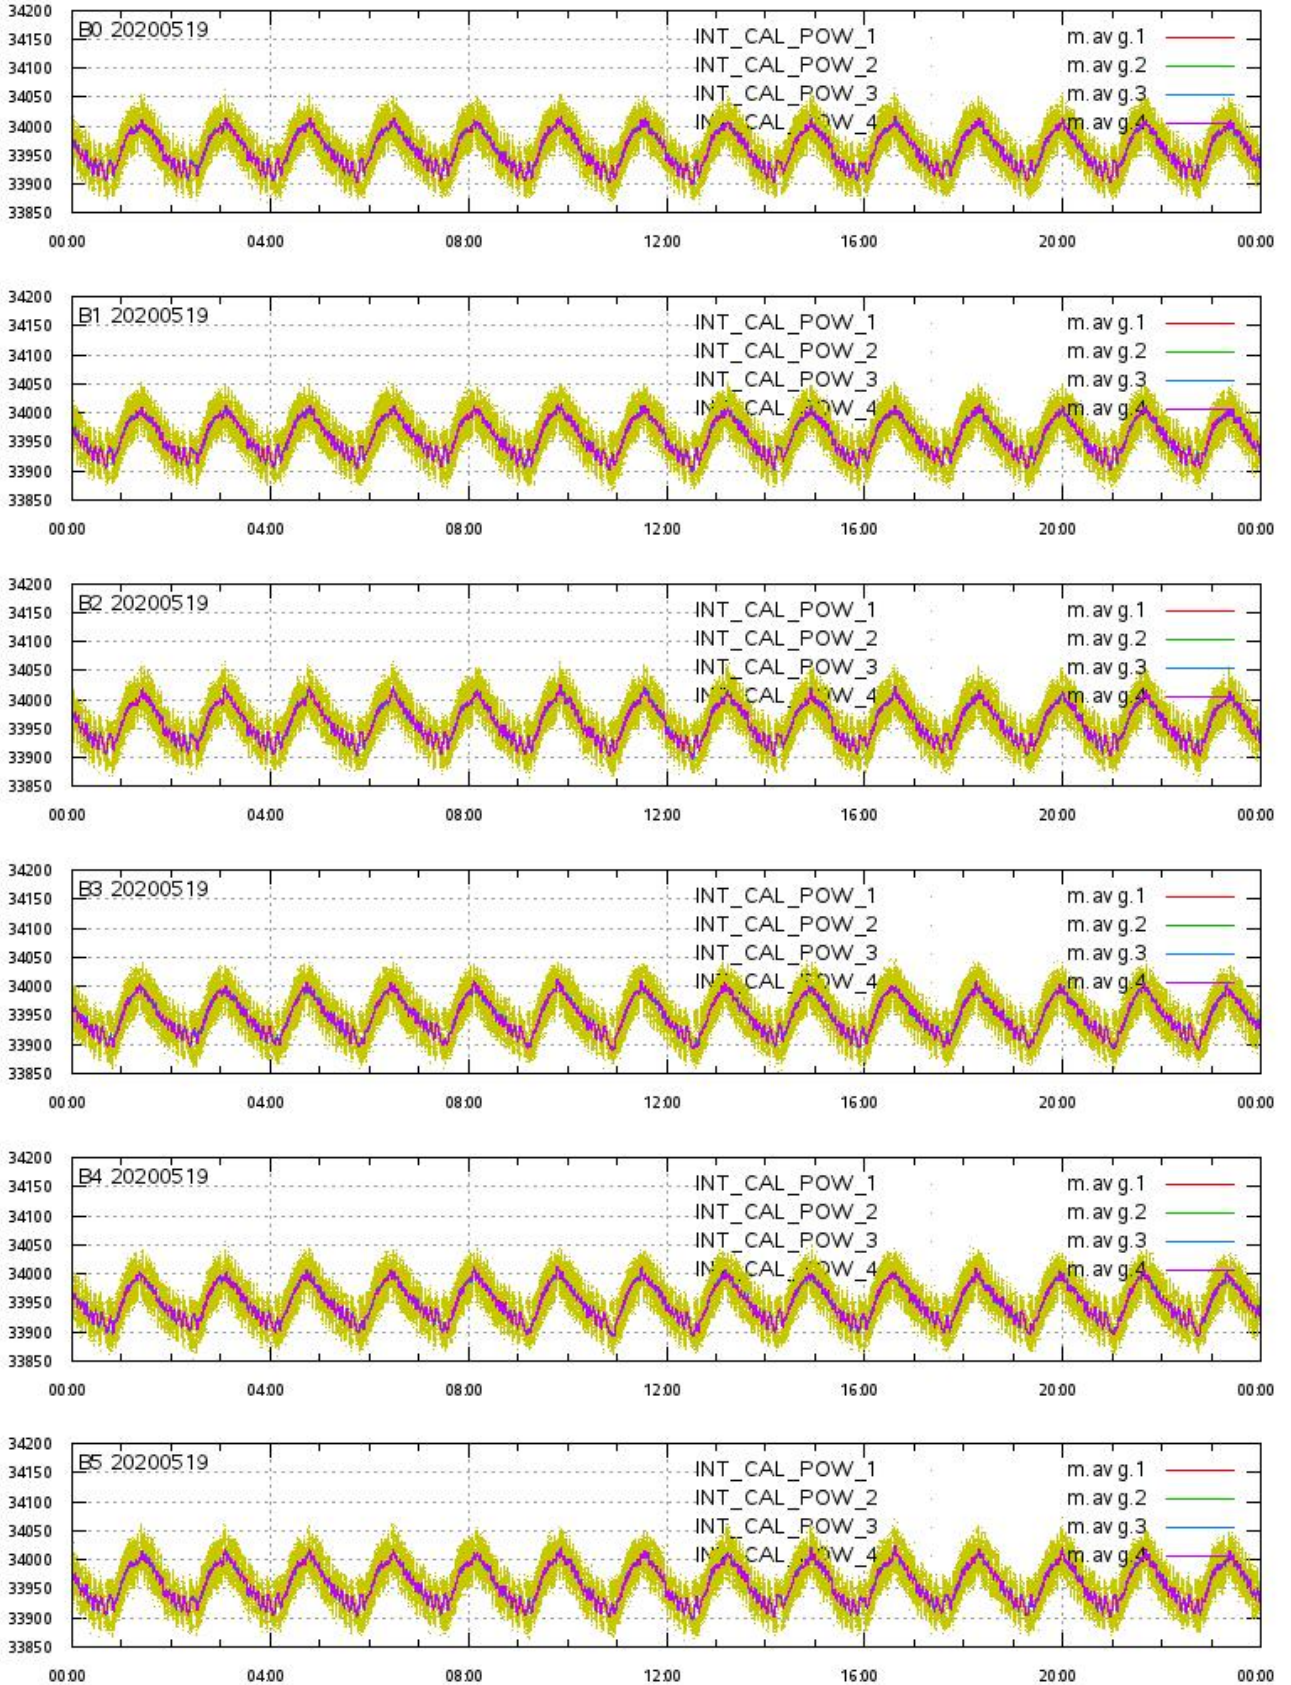 34200
B0 20200519 INT_CAL_POW_1 m.avg.1
34150
34100 INT_CAL_POW_2 m.avg.2
34050 INT_CAL_POW_3 m.avg.3
34000 INT_CAL_POW_4 m.avg.4
33950
33900
33850
00:00 04:00 08:00 12:00 16:00 20:00 00:00
34200
B1 20200519 INT_CAL_POW_1 m.avg.1
34150
34100 INT_CAL_POW_2 m.avg.2
34050 INT_CAL_POW_3 m.avg.3
34000 INT_CAL_POW_4 m.avg.4
33950
33900
33850
00:00 04:00 08:00 12:00 16:00 20:00 00:00
34200
B2 20200519 INT_CAL_POW_1 m.avg.1
34150
34100 INT_CAL_POW_2 m.avg.2
34050 INT_CAL_POW_3 m.avg.3
34000 INT_CAL_POW_4 m.avg.4
33950
33900
33850
00:00 04:00 08:00 12:00 16:00 20:00 00:00
34200
B3 20200519 INT_CAL_POW_1 m.avg.1
34150
34100 INT_CAL_POW_2 m.avg.2
34050 INT_CAL_POW_3 m.avg.3
34000 INT_CAL_POW_4 m.avg.4
33950
33900
33850
00:00 04:00 08:00 12:00 16:00 20:00 00:00
34200
B4 20200519 INT_CAL_POW_1 m.avg.1
34150
34100 INT_CAL_POW_2 m.avg.2
34050 INT_CAL_POW_3 m.avg.3
34000 INT_CAL_POW_4 m.avg.4
33950
33900
33850
00:00 04:00 08:00 12:00 16:00 20:00 00:00
34200
B5 20200519 INT_CAL_POW_1 m.avg.1
34150
34100 INT_CAL_POW_2 m.avg.2
34050 INT_CAL_POW_3 m.avg.3
34000 INT_CAL_POW_4 m.avg.4
33950
33900
33850
00:00 04:00 08:00 12:00 16:00 20:00 00:00